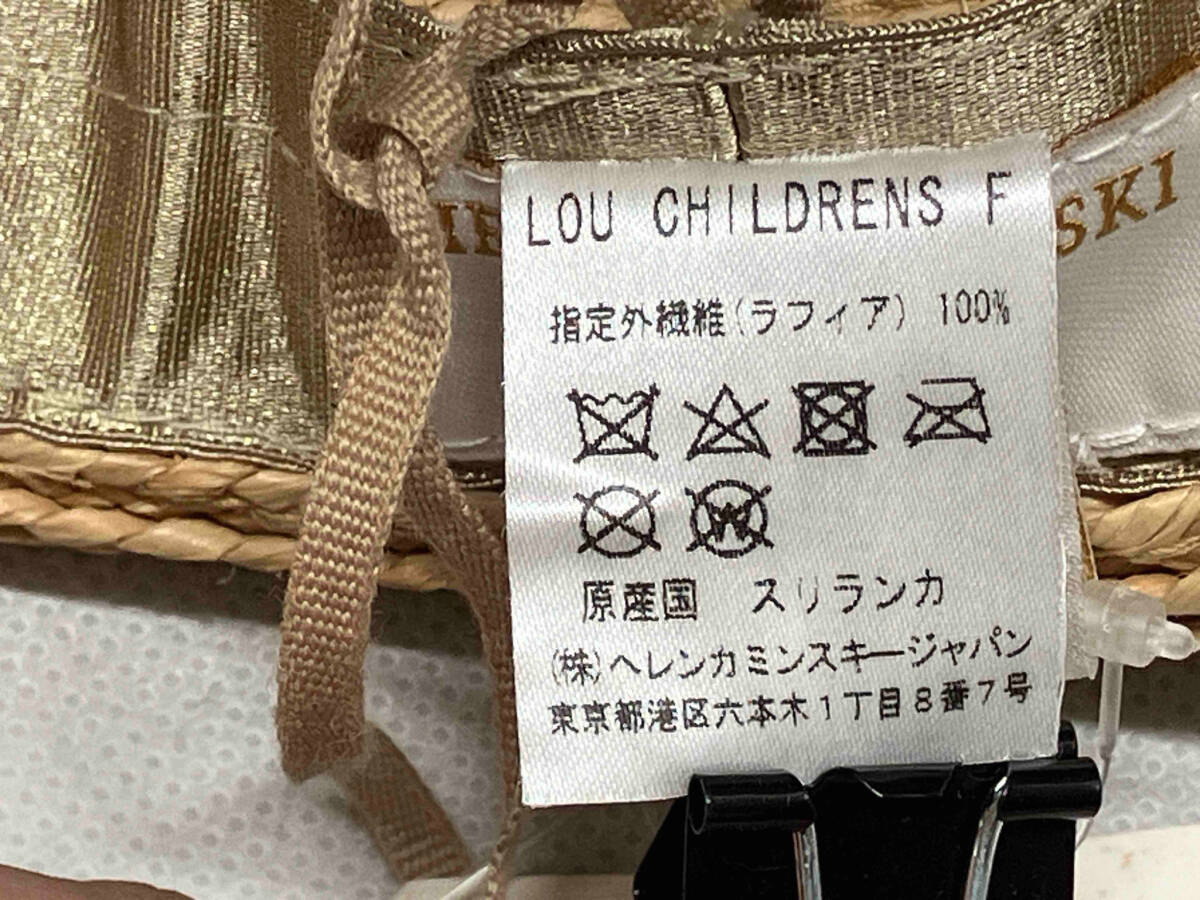 LOU CHILDRENS F
指定外繊維(ラフィア) 100%
原産国 スリランカ
(株)ヘレンカミンスキージャパン
東京都港区六本木1丁目8番7号
SKI